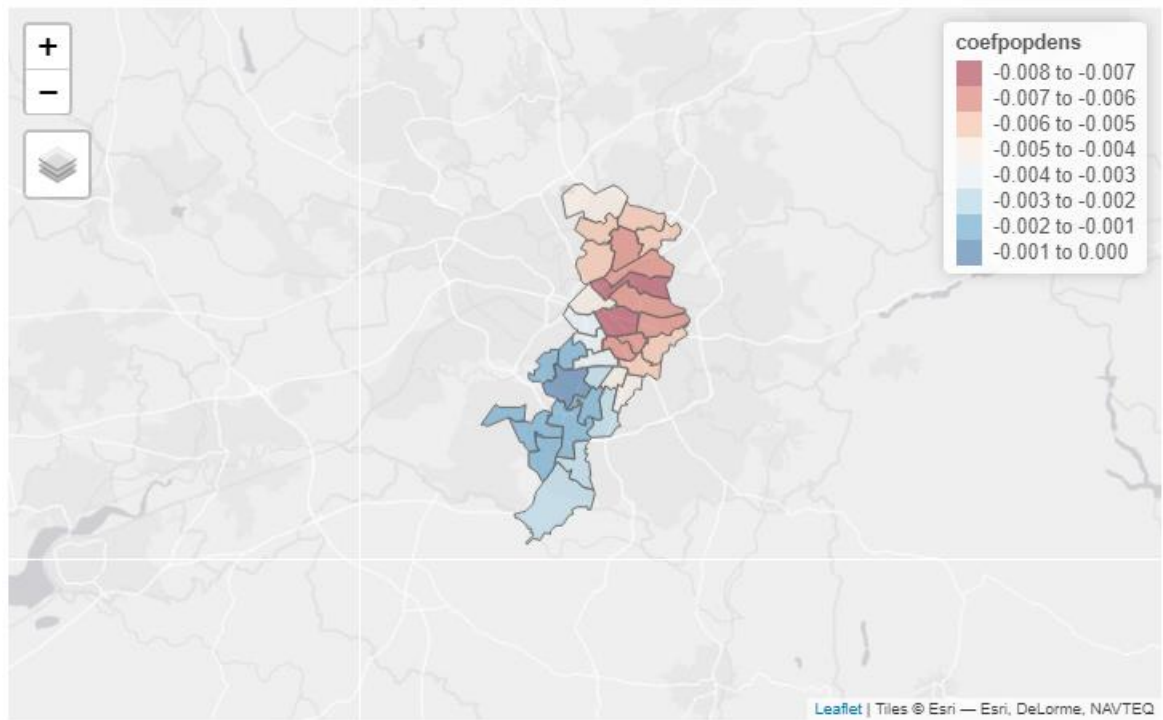 +
−
coefpopdens
-0.008 to -0.007
-0.007 to -0.006
-0.006 to -0.005
-0.005 to -0.004
-0.004 to -0.003
-0.003 to -0.002
-0.002 to -0.001
-0.001 to 0.000
Leaflet | Tiles © Esri — Esri, DeLorme, NAVTEQ